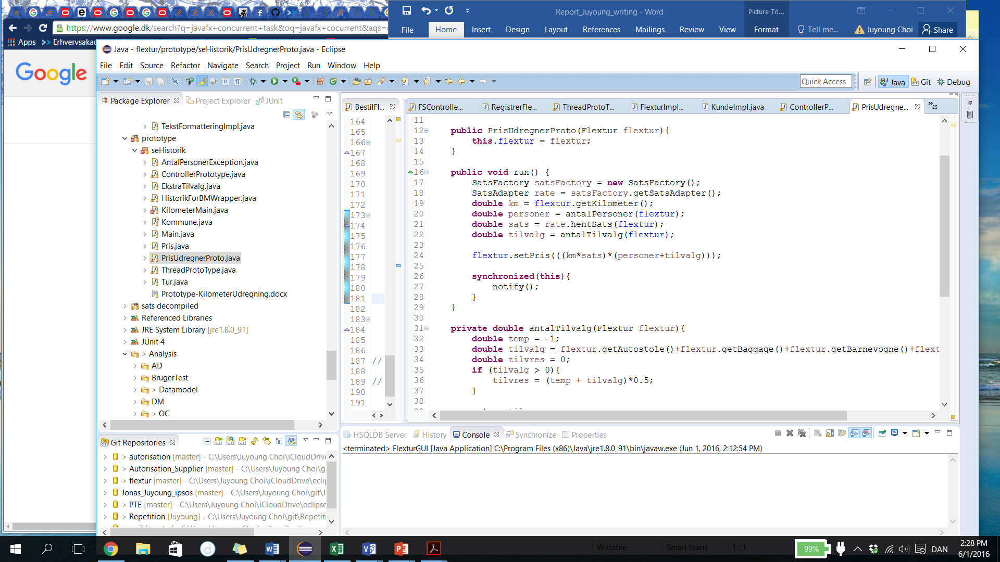 Report_Juyoung_writing - Word
Picture To...
File Home Insert Design Layout References Mailings Review View Format Tell me... Juyoung Choi Share
https://www.google.dk/search?q=javafx+concurrent+task&oq=javafx+cocurrent&aqs=
Apps Erhvervsakad
Google
Java - flextur/prototype/seHistorik/PrisUdregnerProto.java - Eclipse
File Edit Source Refactor Navigate Search Project Run Window Help
Quick Access Java Git Debug
Package Explorer Project Explorer JUnit
TekstFormatteringImpl.java
prototype
seHistorik
AntalPersonerException.java
ControllerPrototype.java
EkstraTilvalg.java
HistorikForBMWrapper.java
KilometerMain.java
Kommune.java
Main.java
Pris.java
PrisUdregnerProto.java
ThreadProtoType.java
Tur.java
Prototype-KilometerUdregning.docx
sats decompiled
Referenced Libraries
JRE System Library [jre1.8.0_91]
JUnit 4
> Analysis
AD
BrugerTest
> Datamodel
DM
> OC
BestilFl...
164
165
166
167
168
169
170
171
172
173
174
175
176
177
178
179
180
181
182
183
184
185
186
187 //
188
189 //
190
191
FSControlle... RegistrerFle... ThreadProtoT... FlexturImpl... KundeImpl.java ControllerP... PrisUdregne... »25
11
12 public PrisUdregnerProto(Flextur flextur){
13 this.flextur = flextur;
14 }
15
16 public void run() {
17 SatsFactory satsFactory = new SatsFactory();
18 SatsAdapter rate = satsFactory.getSatsAdapter();
19 double km = flextur.getKilometer();
20 double personer = antalPersoner(flextur);
21 double sats = rate.hentSats(flextur);
22 double tilvalg = antalTilvalg(flextur);
23
24 flextur.setPris(((km*sats)*(personer+tilvalg)));
25
26 synchronized(this){
27 notify();
28 }
29 }
30
31 private double antalTilvalg(Flextur flextur){
32 double temp = -1;
33 double tilvalg = flextur.getAutostole()+flextur.getBaggage()+flextur.getBarnevogne()+flext
34 double tilvres = 0;
35 if (tilvalg > 0){
36 tilvres = (temp + tilvalg)*0.5;
37 }
38
Git Repositories
> autorisation [master] - C:\Users\Juyoung Choi\iCloudDrive
> Autorisation_Supplier [master] - C:\Users\Juyoung Choi\g
> flextur [master] - C:\Users\Juyoung Choi\iCloudDrive\ecli
Jonas_Juyoung_ipsos [master] - C:\Users\Juyoung Choi\git\J
> PTE [master] - C:\Users\Juyoung Choi\iCloudDrive\eclipse
> Repetition [Juyoung] - C:\Users\Juyoung Choi\git\Repetiti
HSQLDB Server History Console Synchronize Properties
<terminated> FlexturGUI [Java Application] C:\Program Files (x86)\Java\jre1.8.0_91\bin\javaw.exe (Jun 1, 2016, 2:12:54 PM)
Writable Smart Insert 1 : 1
99% DAN 2:28 PM
6/1/2016